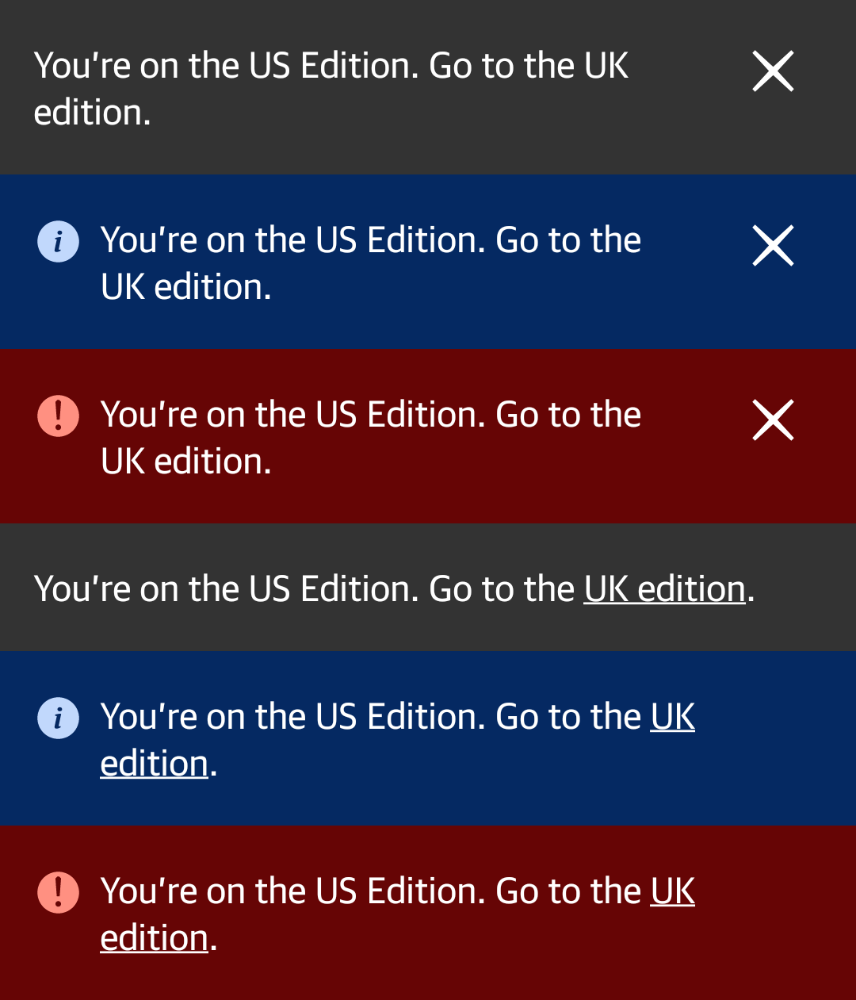 You're on the US Edition. Go to the UK
edition.
i You're on the US Edition. Go to the
UK edition.
! You're on the US Edition. Go to the
UK edition.
You're on the US Edition. Go to the UK edition.
i You're on the US Edition. Go to the UK
edition.
! You're on the US Edition. Go to the UK
edition.